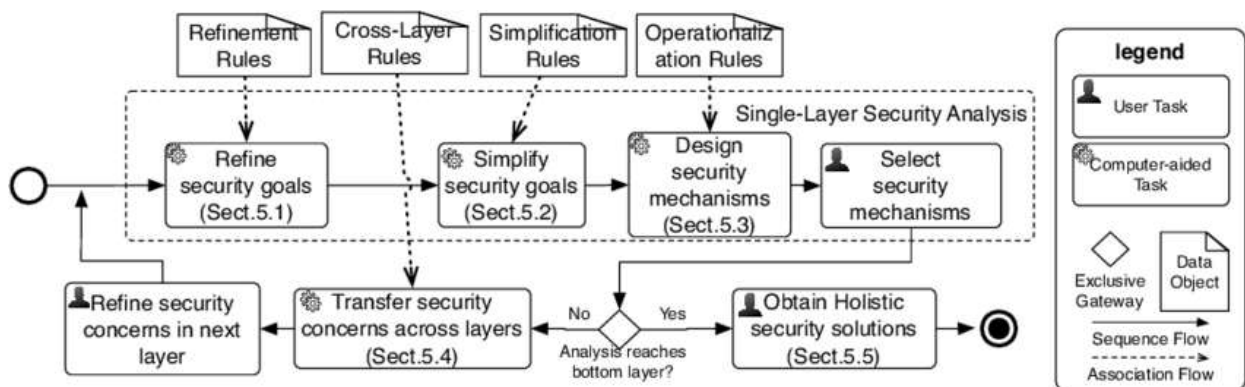 Refinement
Rules
Cross-Layer
Rules
Simplification
Rules
Operationaliz
ation Rules
Single-Layer Security Analysis
Refine
security goals
(Sect.5.1)
Simplify
security goals
(Sect.5.2)
Design
security
mechanisms
(Sect.5.3)
Select
security
mechanisms
Refine security
concerns in next
layer
Transfer security
concerns across layers
(Sect.5.4)
No
Yes
Analysis reaches
bottom layer?
Obtain Holistic
security solutions
(Sect.5.5)
legend
User Task
Computer-aided
Task
Exclusive
Gateway
Data
Object
Sequence Flow
Association Flow